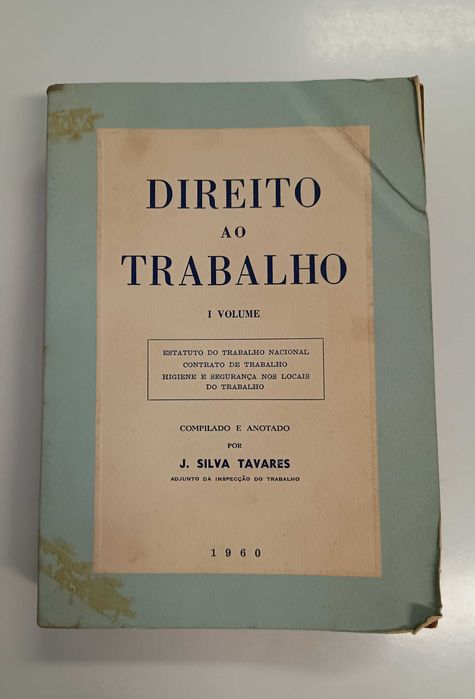 DIREITO
AO
TRABALHO
I VOLUME
ESTATUTO DO TRABALHO NACIONAL
CONTRATO DE TRABALHO
HIGIENE E SEGURANÇA NOS LOCAIS
DO TRABALHO
COMPILADO E ANOTADO
POR
J. SILVA TAVARES
ADJUNTO DA INSPECÇÃO DO TRABALHO
1960